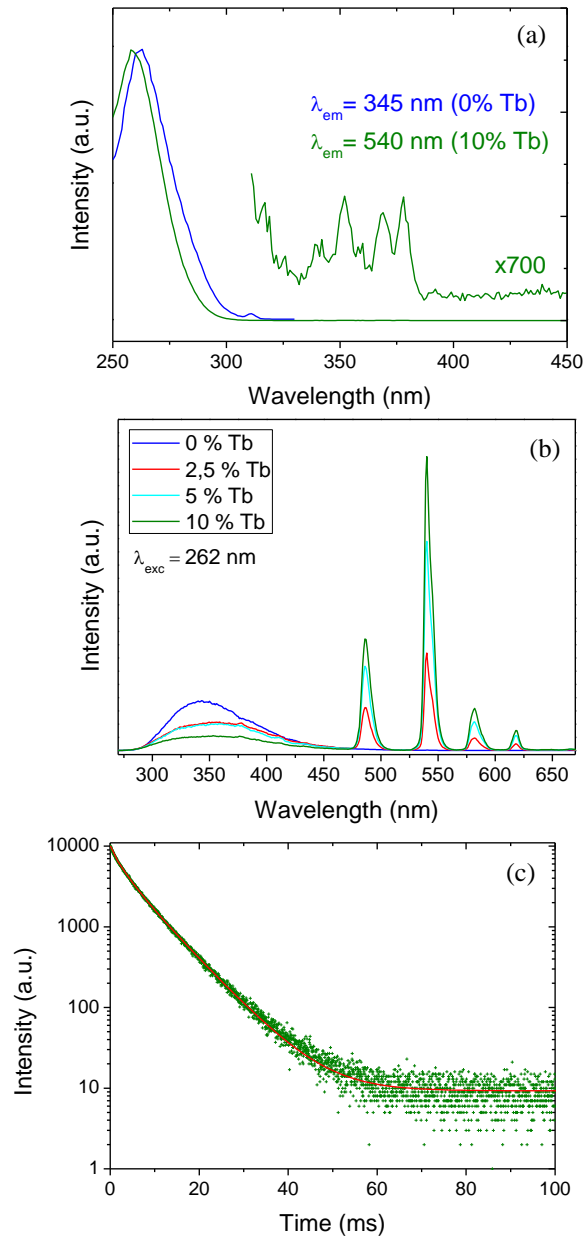 (a)
λem= 345 nm (0% Tb)
λem= 540 nm (10% Tb)
x700
Intensity (a.u.)
250 300 350 400 450
Wavelength (nm)
(b)
0 % Tb
2,5 % Tb
5 % Tb
10 % Tb
λexc = 262 nm
Intensity (a.u.)
300 350 400 450 500 550 600 650
Wavelength (nm)
(c)
10000
1000
100
10
1
Intensity (a.u.)
0 20 40 60 80 100
Time (ms)